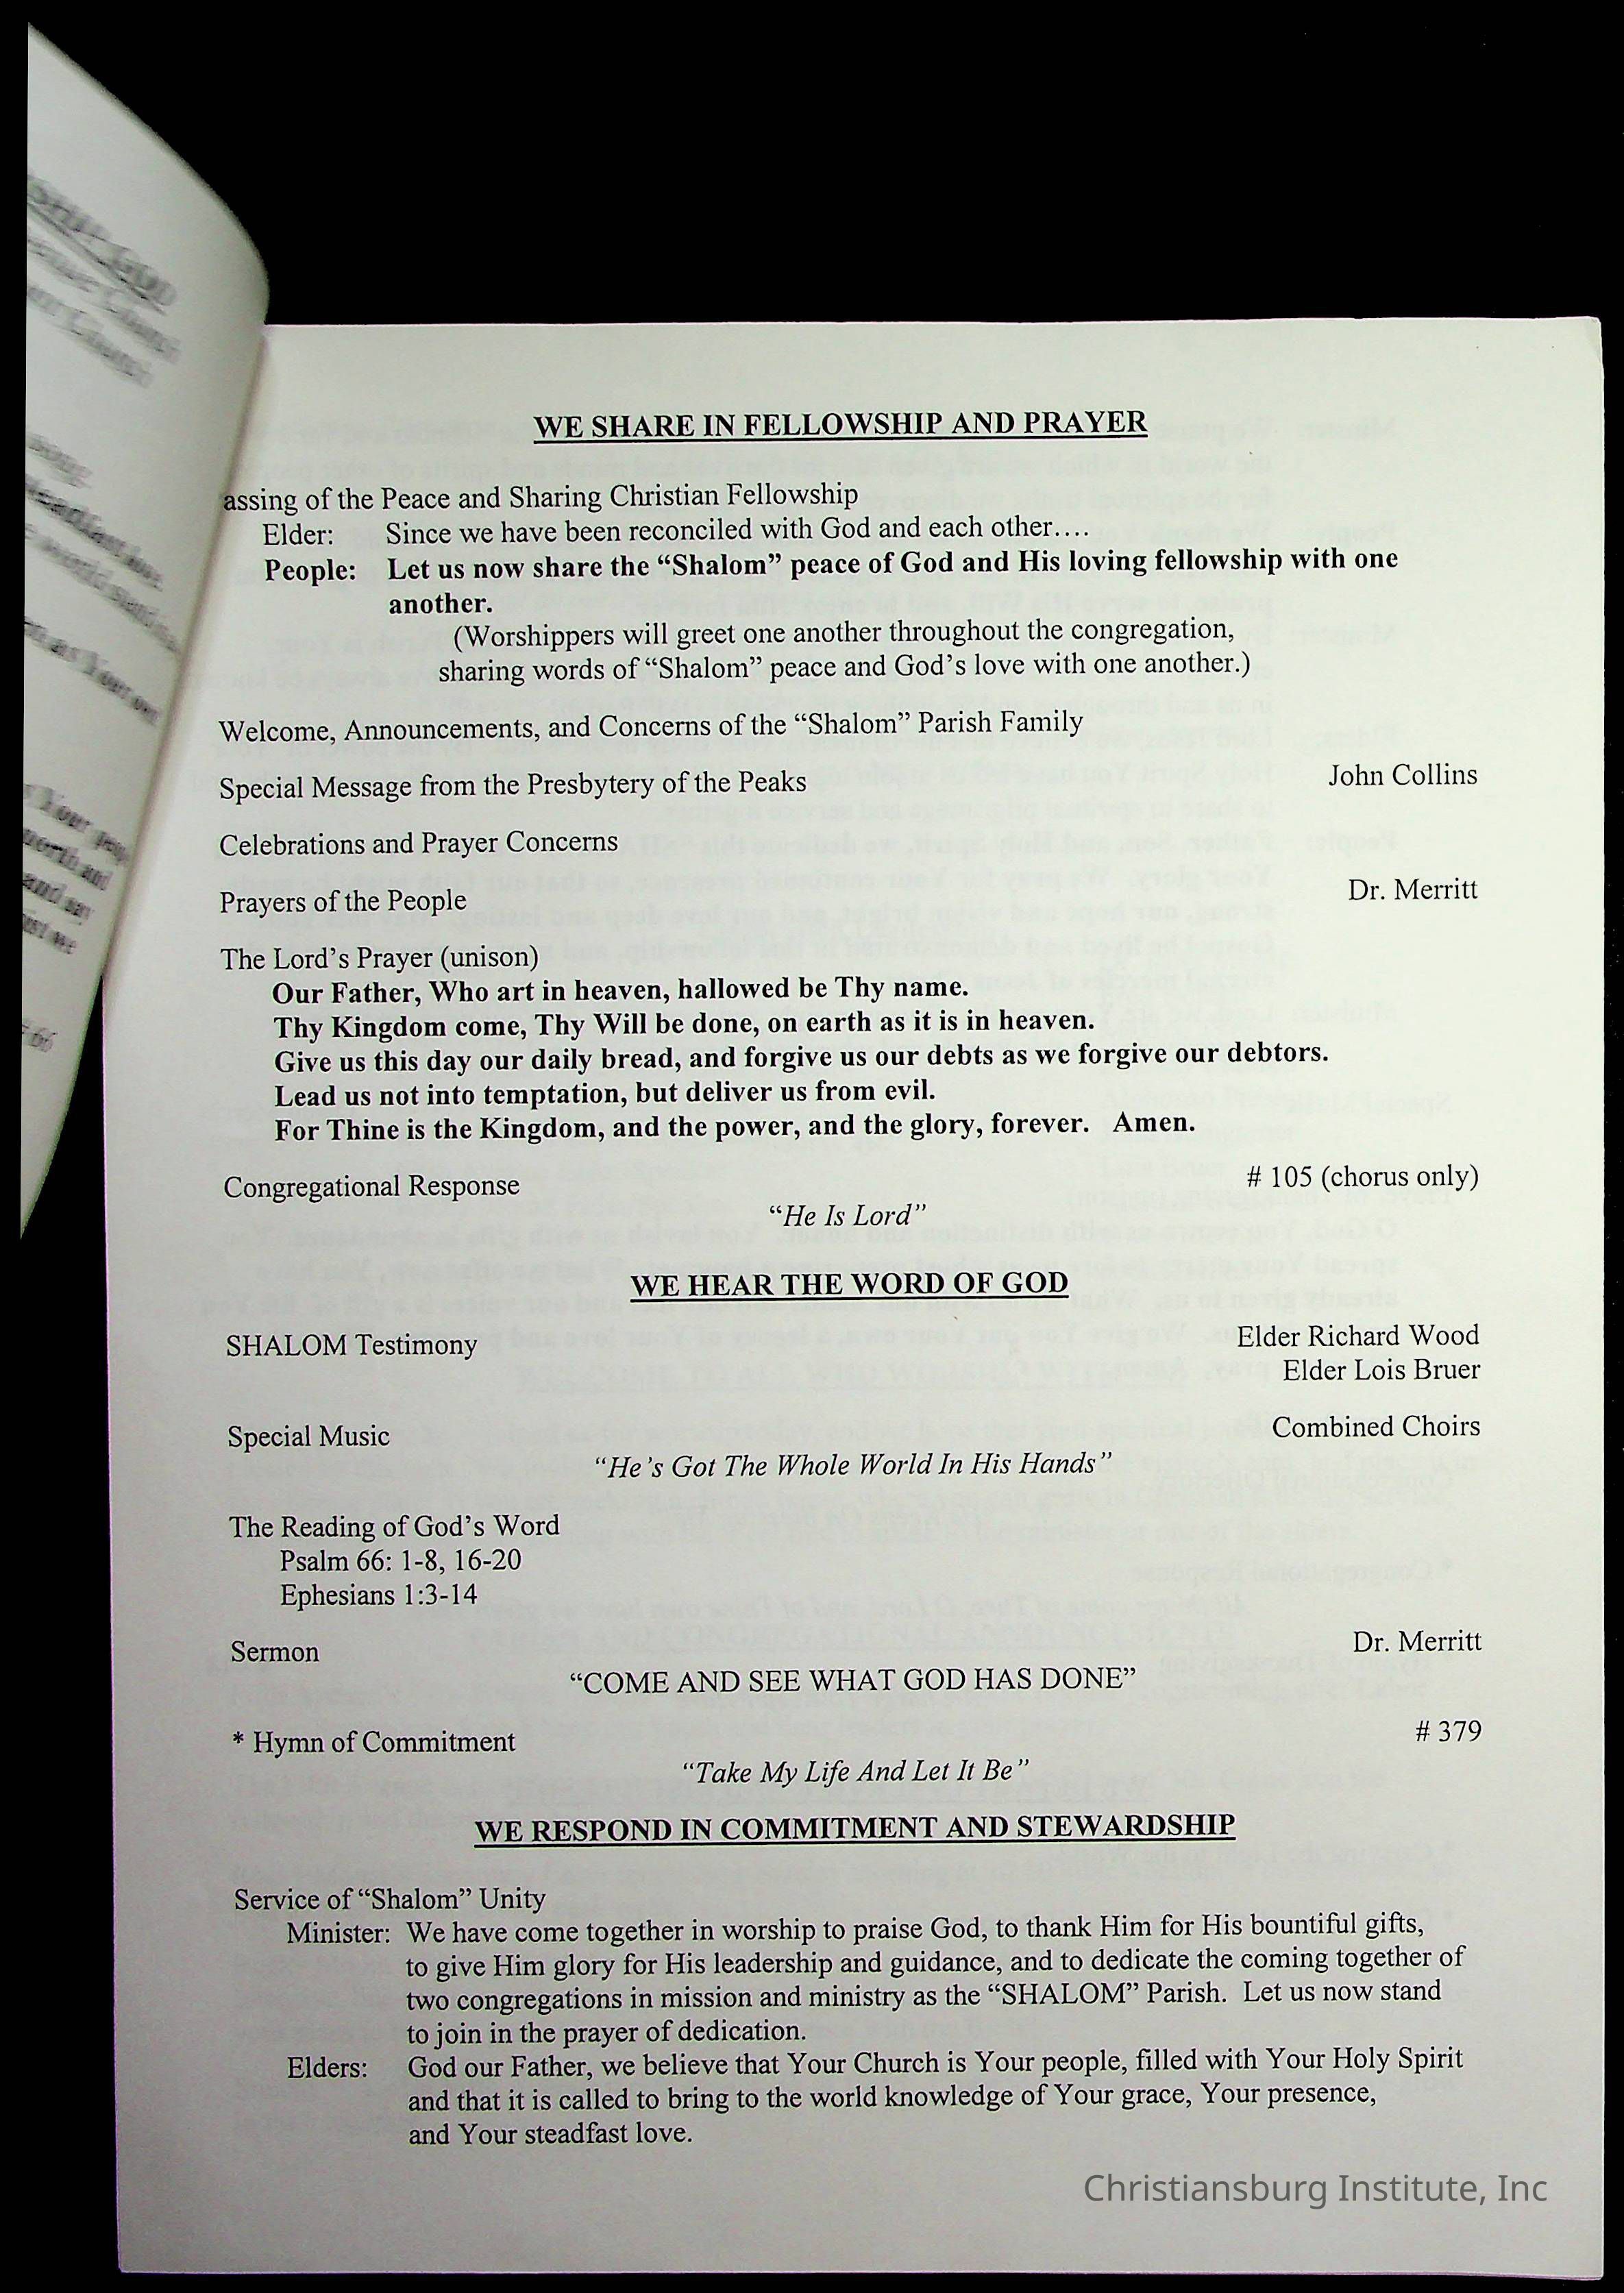 WE SHARE IN FELLOWSHIP AND PRAYER
assing of the Peace and Sharing Christian Fellowship
Elder: Since we have been reconciled with God and each other….
People: Let us now share the “Shalom” peace of God and His loving fellowship with one
another.
(Worshippers will greet one another throughout the congregation,
sharing words of “Shalom” peace and God’s love with one another.)
Welcome, Announcements, and Concerns of the “Shalom” Parish Family
Special Message from the Presbytery of the Peaks John Collins
Celebrations and Prayer Concerns
Prayers of the People Dr. Merritt
The Lord’s Prayer (unison)
Our Father, Who art in heaven, hallowed be Thy name.
Thy Kingdom come, Thy Will be done, on earth as it is in heaven.
Give us this day our daily bread, and forgive us our debts as we forgive our debtors.
Lead us not into temptation, but deliver us from evil.
For Thine is the Kingdom, and the power, and the glory, forever. Amen.
Congregational Response # 105 (chorus only)
“He Is Lord”
WE HEAR THE WORD OF GOD
SHALOM Testimony Elder Richard Wood
Elder Lois Bruer
Special Music Combined Choirs
“He’s Got The Whole World In His Hands”
The Reading of God’s Word
Psalm 66: 1-8, 16-20
Ephesians 1:3-14
Sermon Dr. Merritt
“COME AND SEE WHAT GOD HAS DONE”
* Hymn of Commitment # 379
“Take My Life And Let It Be”
WE RESPOND IN COMMITMENT AND STEWARDSHIP
Service of “Shalom” Unity
Minister: We have come together in worship to praise God, to thank Him for His bountiful gifts,
to give Him glory for His leadership and guidance, and to dedicate the coming together of
two congregations in mission and ministry as the “SHALOM” Parish. Let us now stand
to join in the prayer of dedication.
Elders: God our Father, we believe that Your Church is Your people, filled with Your Holy Spirit
and that it is called to bring to the world knowledge of Your grace, Your presence,
and Your steadfast love.
Christiansburg Institute, Inc